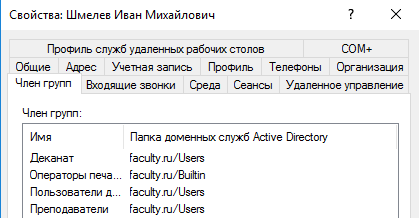 Свойства: Шмелев Иван Михайлович
Профиль служб удаленных рабочих столов COM+
Общие Адрес Учетная запись Профиль Телефоны Организация
Член групп Входящие звонки Среда Сеансы Удаленное управление
Член групп:
Имя Папка доменных служб Active Directory
Деканат faculty.ru/Users
Операторы печа... faculty.ru/Builtin
Пользователи д... faculty.ru/Users
Преподаватели faculty.ru/Users